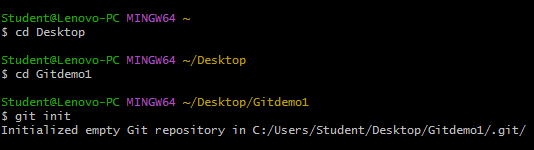 Student@Lenovo-PC MINGW64 ~
$ cd Desktop
Student@Lenovo-PC MINGW64 ~/Desktop
$ cd Gitdemo1
Student@Lenovo-PC MINGW64 ~/Desktop/Gitdemo1
$ git init
Initialized empty Git repository in C:/Users/Student/Desktop/Gitdemo1/.git/